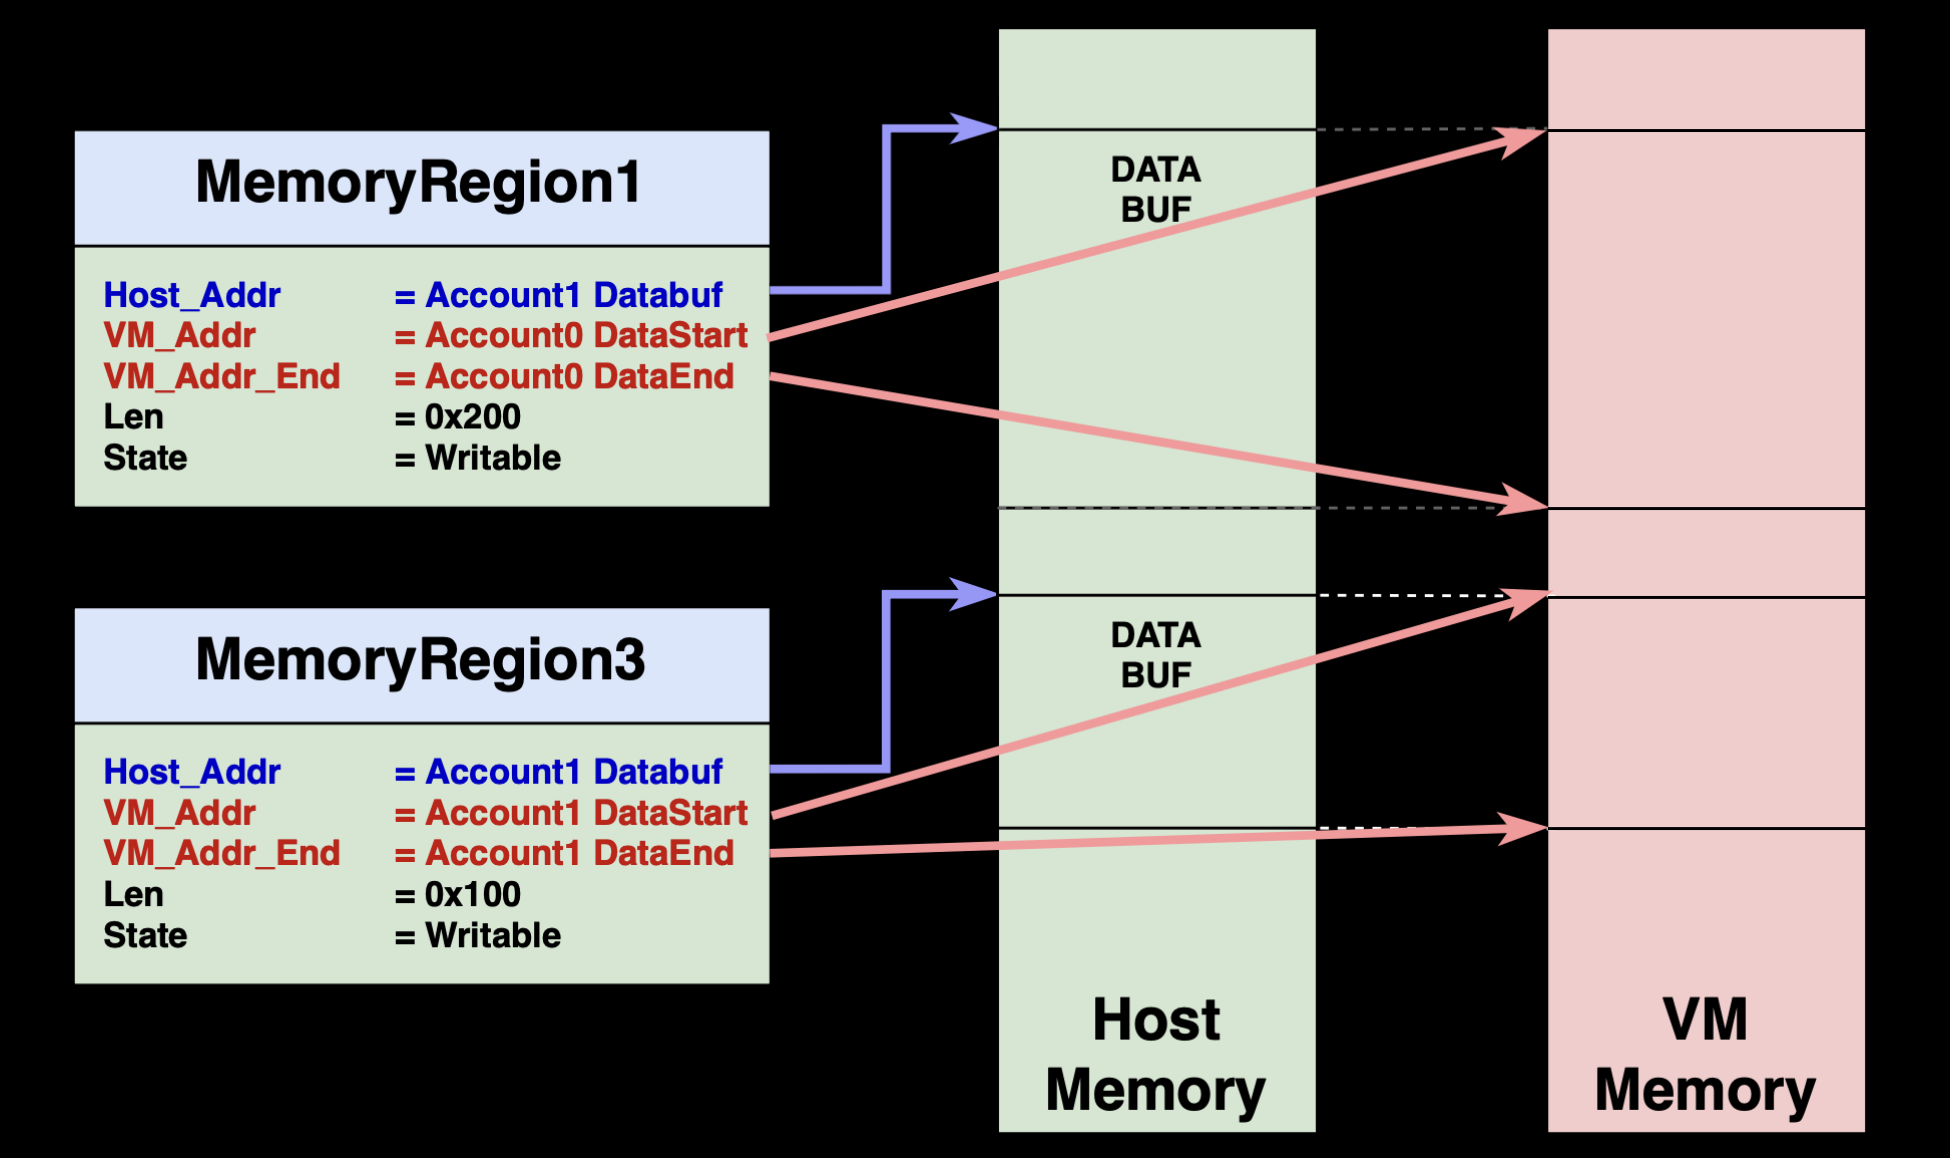 MemoryRegion1
Host_Addr = Account1 Databuf
VM_Addr = Account0 DataStart
VM_Addr_End = Account0 DataEnd
Len = 0x200
State = Writable
MemoryRegion3
Host_Addr = Account1 Databuf
VM_Addr = Account1 DataStart
VM_Addr_End = Account1 DataEnd
Len = 0x100
State = Writable
DATA
BUF
DATA
BUF
Host
Memory
VM
Memory